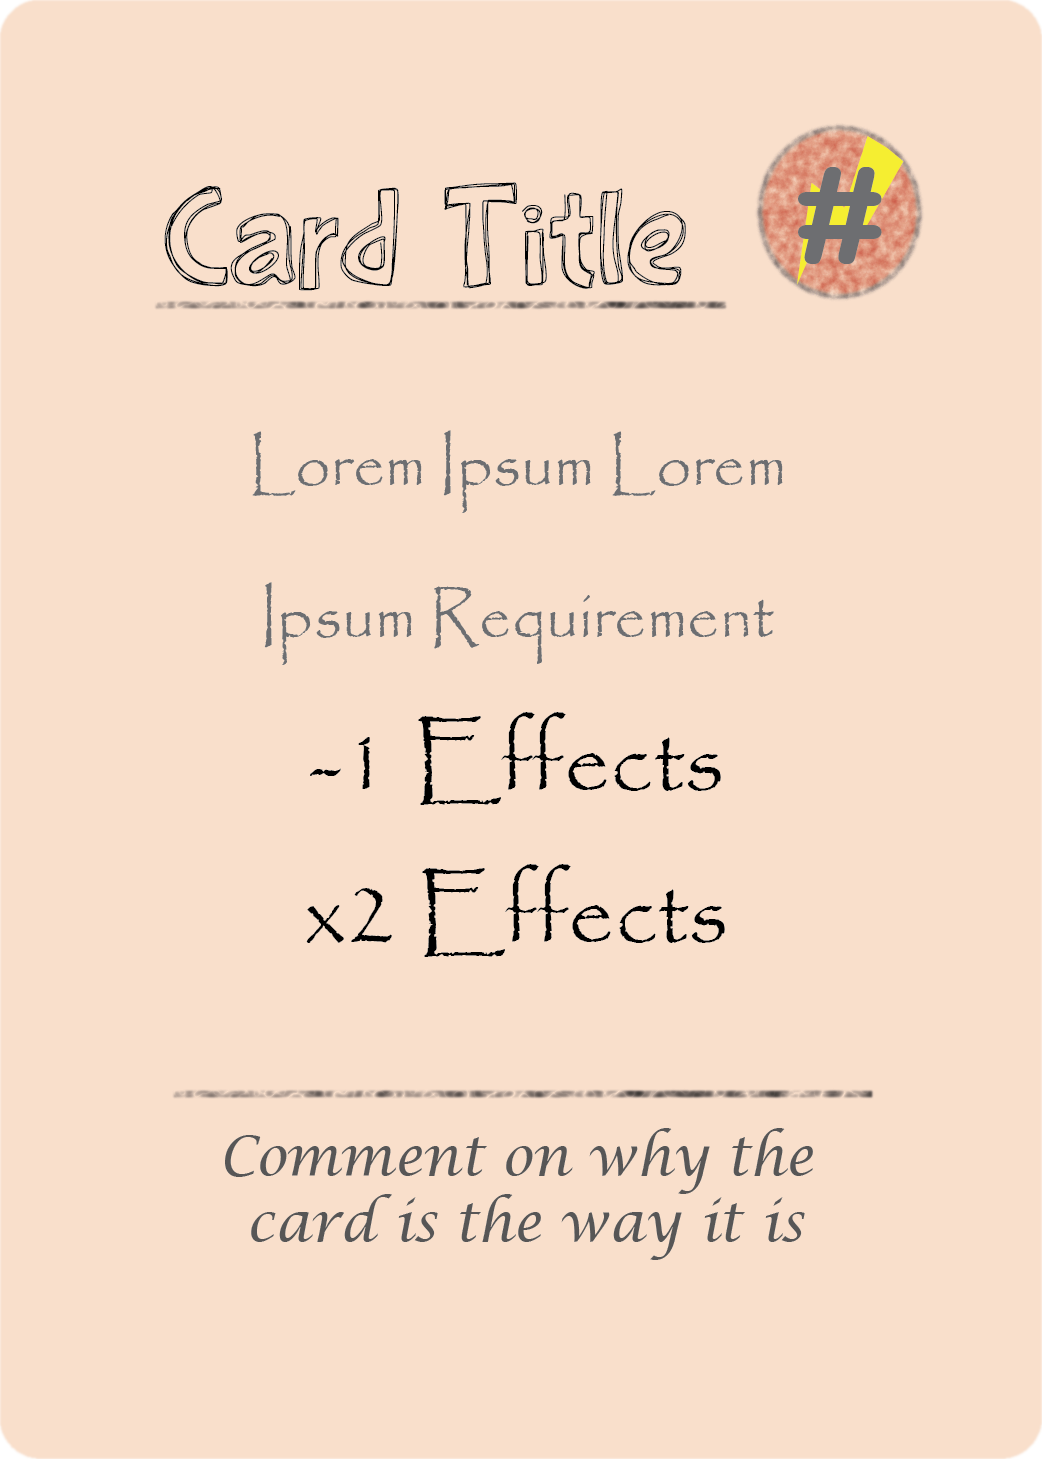 Card Title
#
Lorem Ipsum Lorem
Ipsum Requirement
-1 Effects
x2 Effects
Comment on why the
card is the way it is